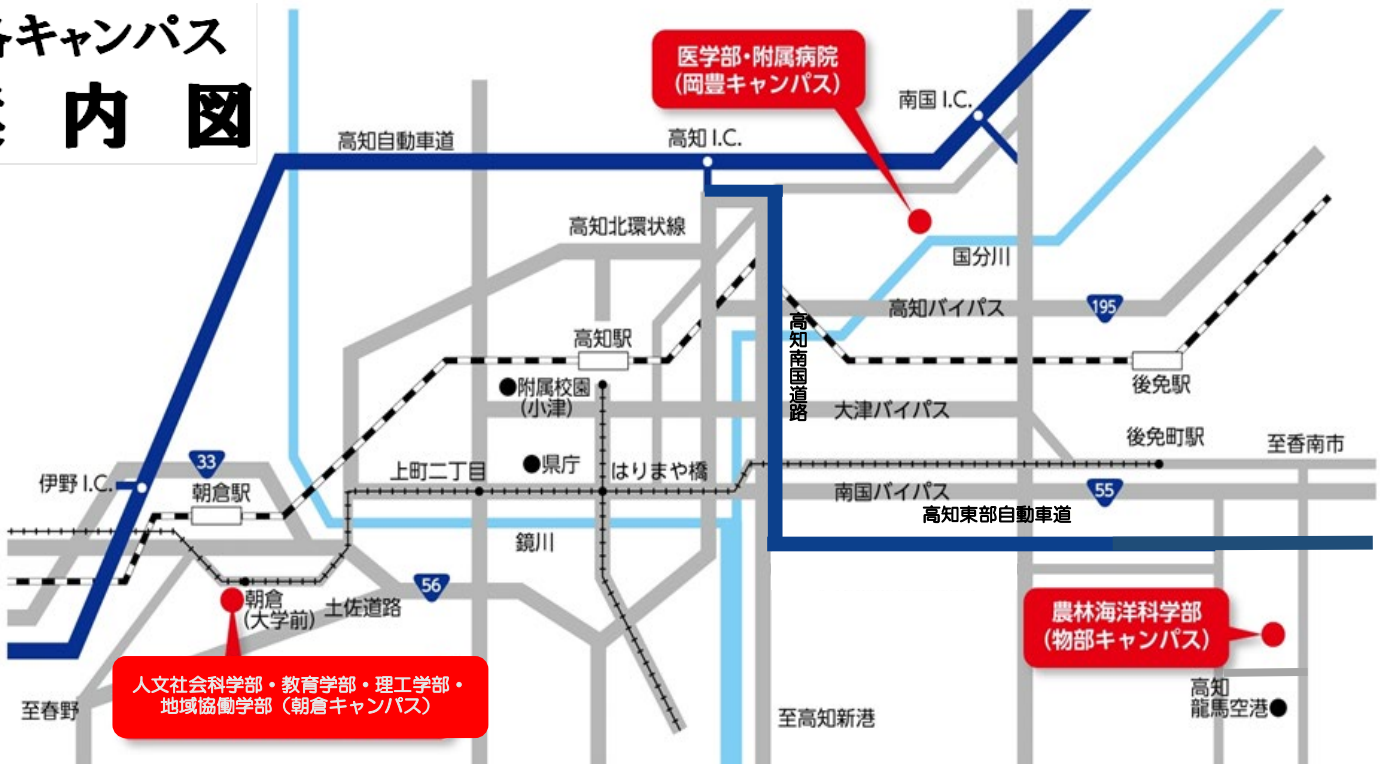 キャンパス
内 図
医学部・附属病院
(岡豊キャンパス)
南国 I.C.
高知自動車道
高知 I.C.
高知北環状線
国分川
高知バイパス
195
高知南国道路
高知駅
後免駅
附属校園
(小津)
大津バイパス
後免町駅
至香南市
33
伊野 I.C.
朝倉駅
上町二丁目
県庁
はりまや橋
南国バイパス
55
高知東部自動車道
鏡川
56
朝倉
(大学前)
土佐道路
農林海洋科学部
(物部キャンパス)
人文社会科学部・教育学部・理工学部・
地域協働学部(朝倉キャンパス)
至春野
至高知新港
高知
龍馬空港